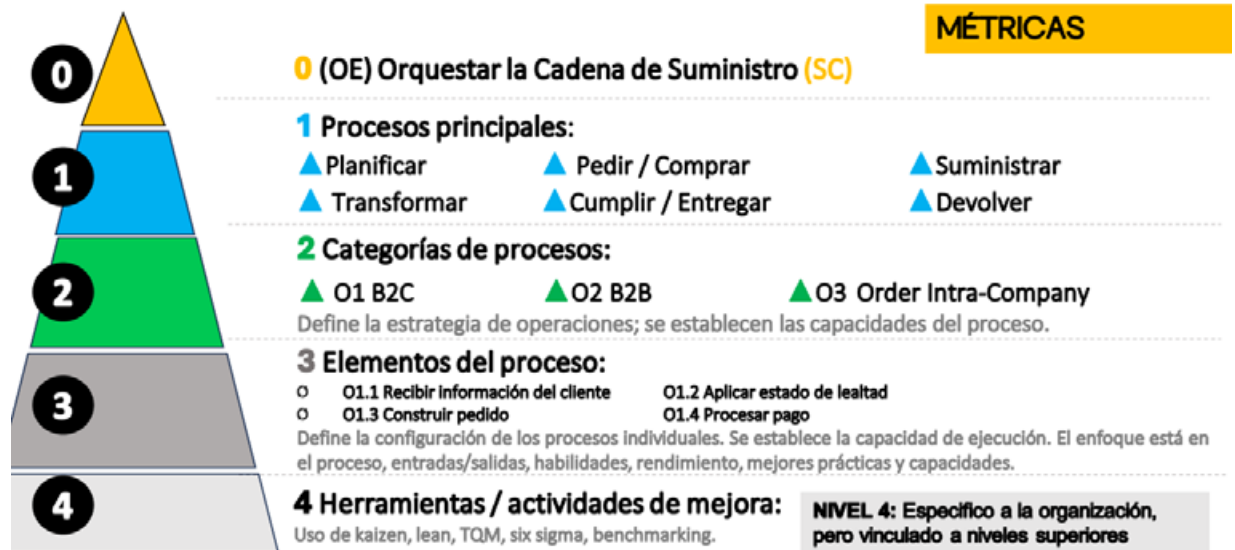 MÉTRICAS
0
0 (OE) Orquestar la Cadena de Suministro (SC)
1
1 Procesos principales:
Planificar Pedir / Comprar Suministrar
Transformar Cumplir / Entregar Devolver
2
2 Categorías de procesos:
O1 B2C O2 B2B O3 Order Intra-Company
Define la estrategia de operaciones; se establecen las capacidades del proceso.
3
3 Elementos del proceso:
O O1.1 Recibir información del cliente O1.2 Aplicar estado de lealtad
O O1.3 Construir pedido O1.4 Procesar pago
Define la configuración de los procesos individuales. Se establece la capacidad de ejecución. El enfoque está en
el proceso, entradas/salidas, habilidades, rendimiento, mejores prácticas y capacidades.
4
4 Herramientas / actividades de mejora:
Uso de kaizen, lean, TQM, six sigma, benchmarking.
NIVEL 4: Especifico a la organización,
pero vinculado a niveles superiores